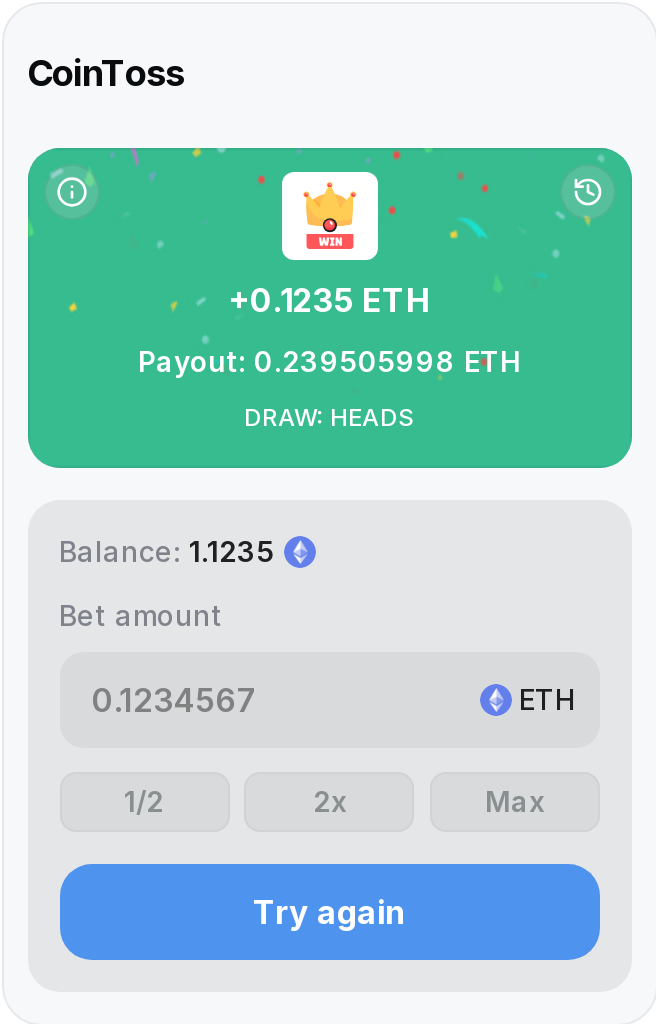 CoinToss
WIN
+0.1235 ETH
Payout: 0.239505998 ETH
DRAW: HEADS
Balance: 1.1235
Bet amount
0.1234567 ETH
1/2 2x Max
Try again